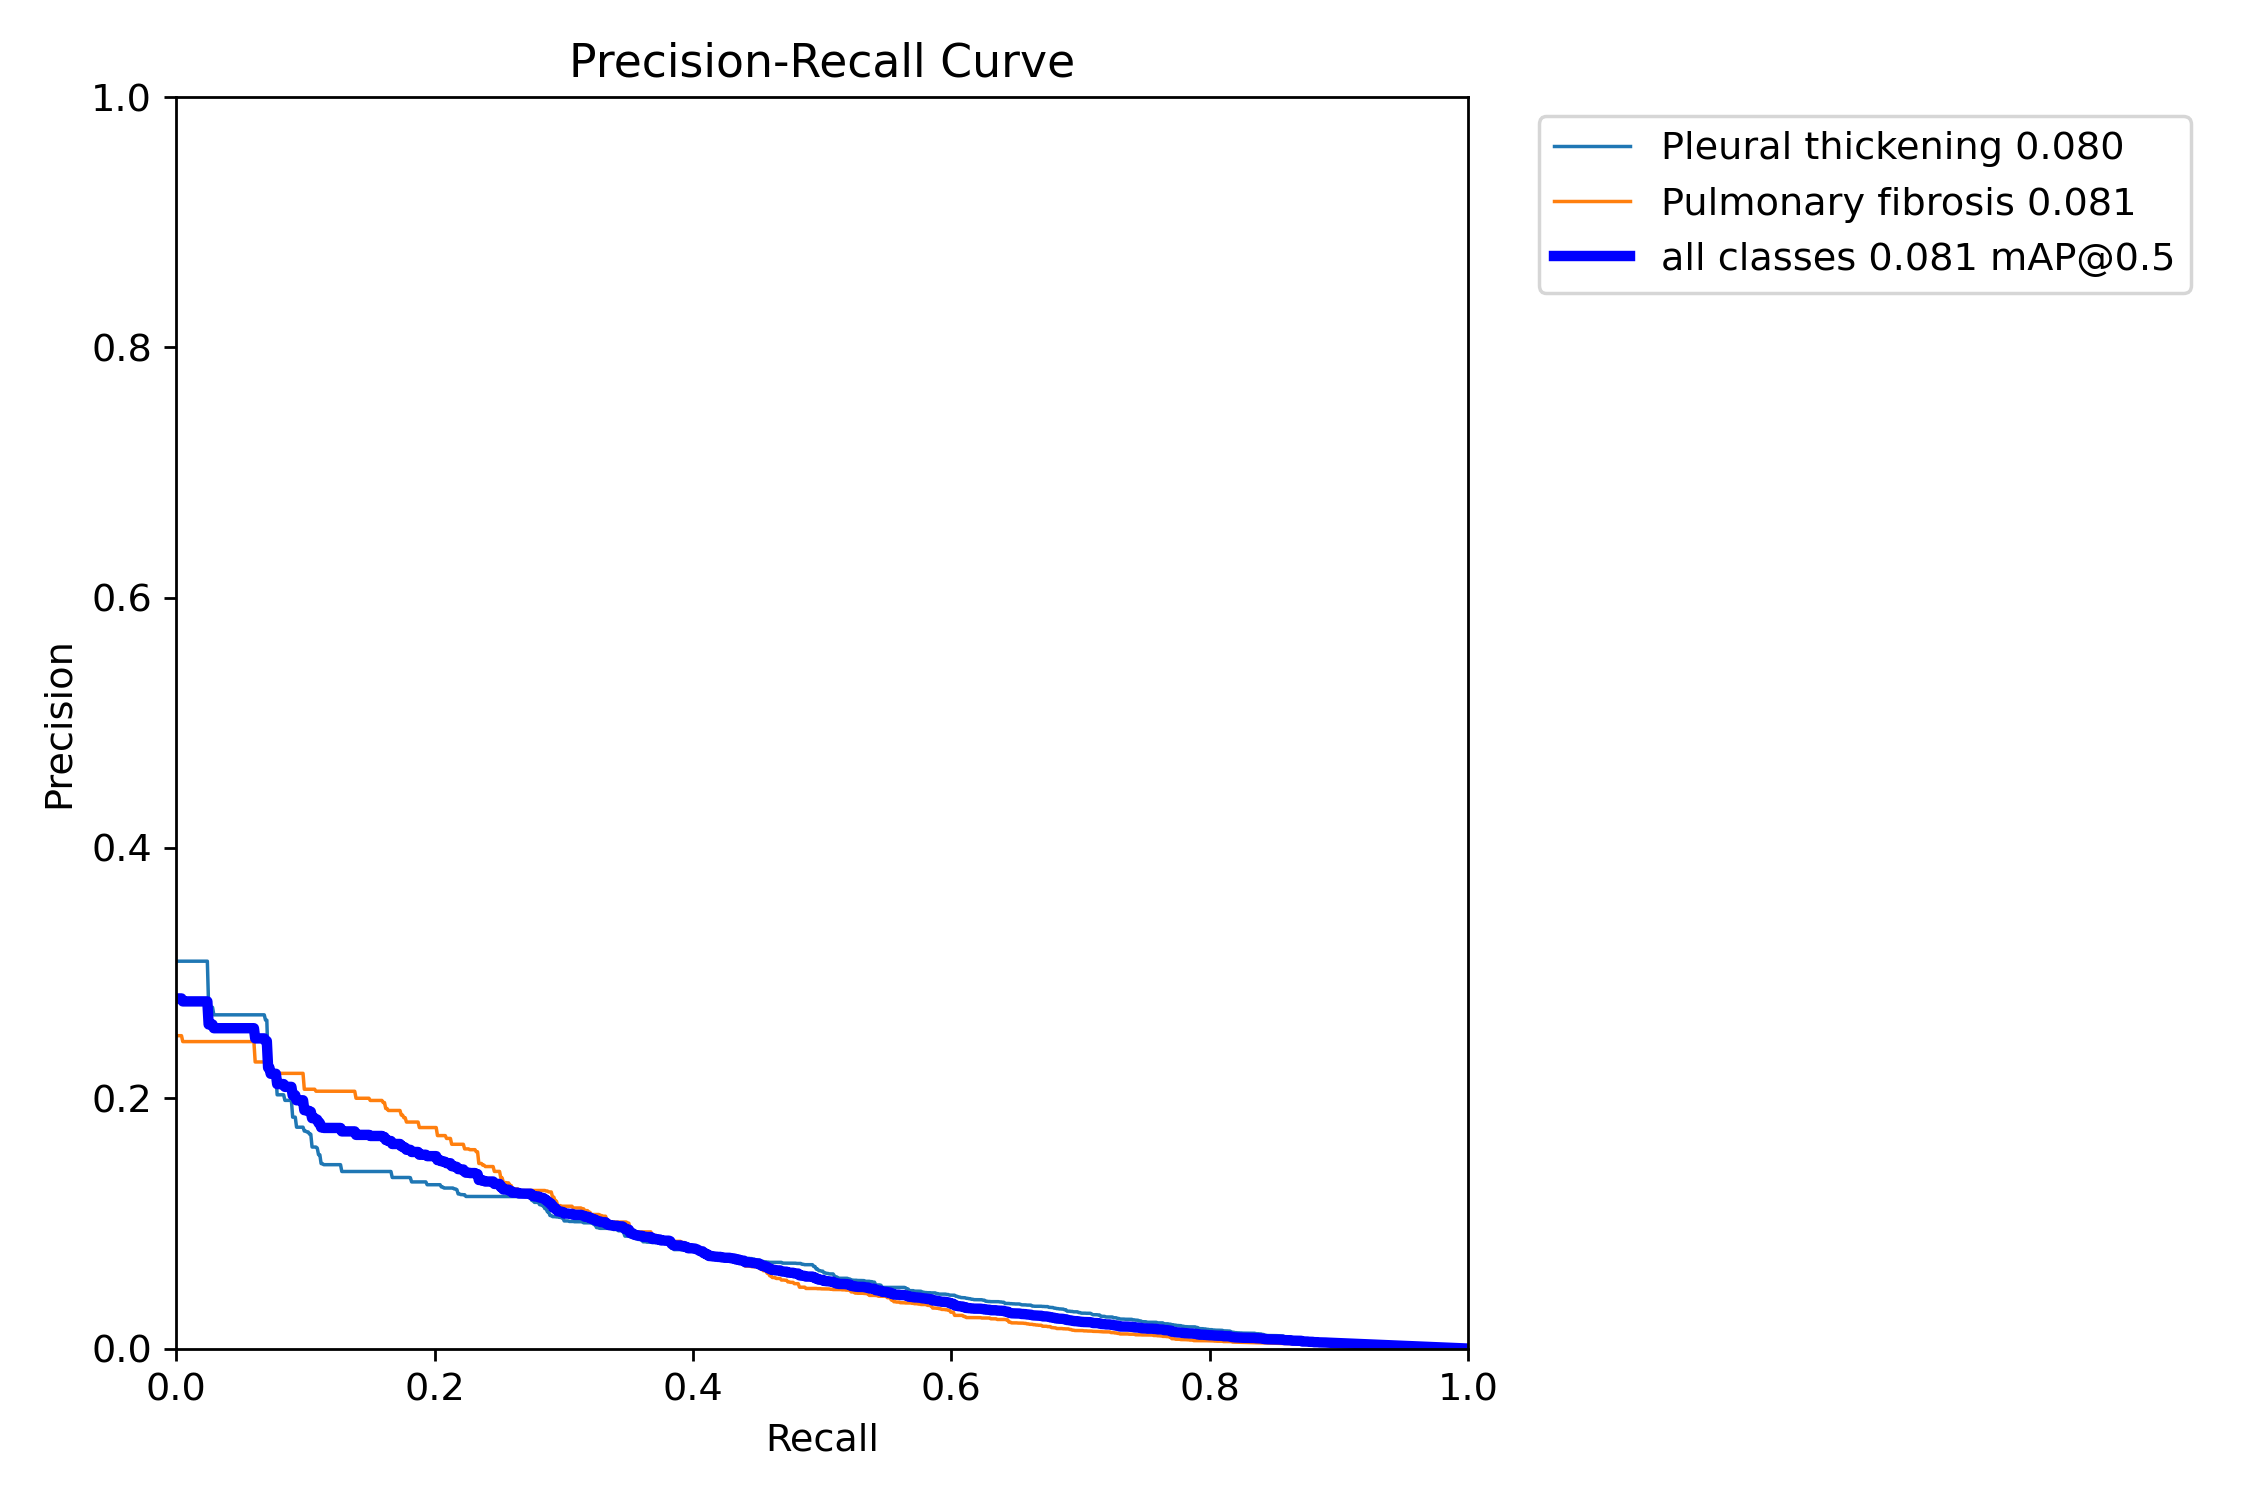 Precision-Recall Curve
1.0
0.8
0.6
0.4
0.2
0.0
Precision
0.0 0.2 0.4 0.6 0.8 1.0
Recall
Pleural thickening 0.080
Pulmonary fibrosis 0.081
all classes 0.081 mAP@0.5